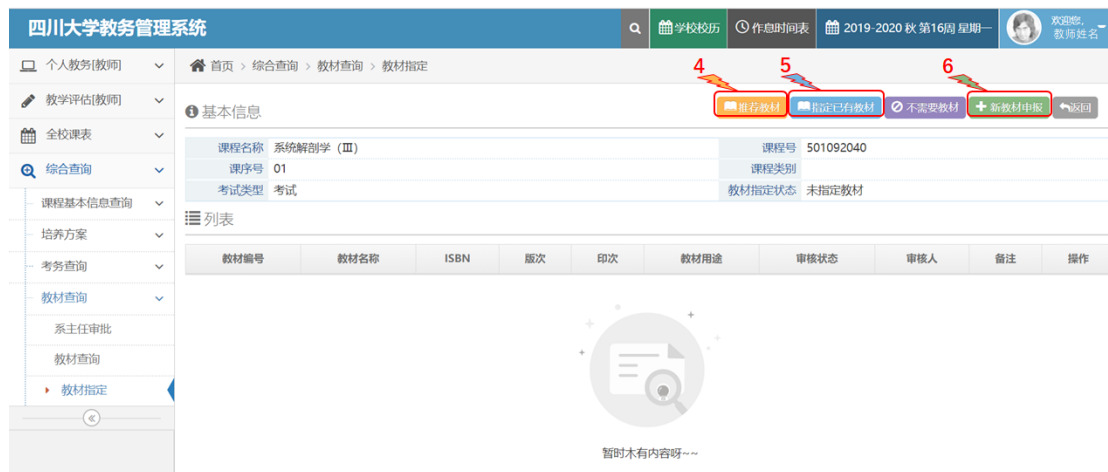 四川大学教务管理系统
学校校历 作息时间表 2019-2020 秋 第16周 星期一 欢迎您,
教师姓名
个人教务[教师]
首页 > 综合查询 > 教材查询 > 教材指定
4 5 6
教学评估[教师]
基本信息
推荐教材 指定已有教材 不需要教材 新教材申报 返回
全校课表
课程名称 系统解剖学 (Ⅲ) 课程号 501092040
综合查询
课序号 01 课程类别
考试类型 考试 教材指定状态 未指定教材
课程基本信息查询
列表
培养方案
教材编号 教材名称 ISBN 版次 印次 教材用途 审核状态 审核人 备注 操作
考务查询
教材查询
系主任审批
教材查询
教材指定
暂时木有内容呀~~